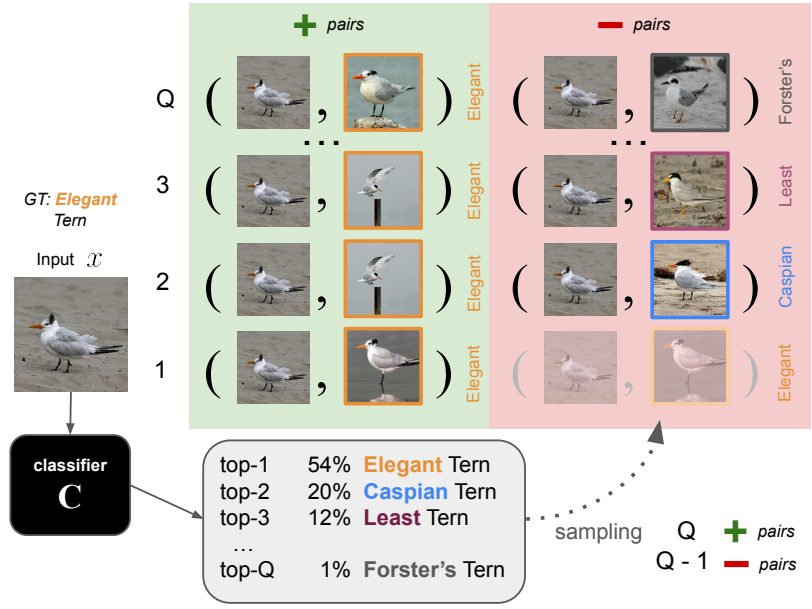 + pairs
− pairs
Q ( , ) Elegant ( , ) Forster's
... ...
3 ( , ) Elegant ( , ) Least
2 ( , ) Elegant ( , ) Caspian
1 ( , ) Elegant ( , ) Elegant
GT: Elegant
Tern
Input x
classifier
C
top-1 54% Elegant Tern
top-2 20% Caspian Tern
top-3 12% Least Tern
...
top-Q 1% Forster's Tern
sampling
Q + pairs
Q - 1 − pairs